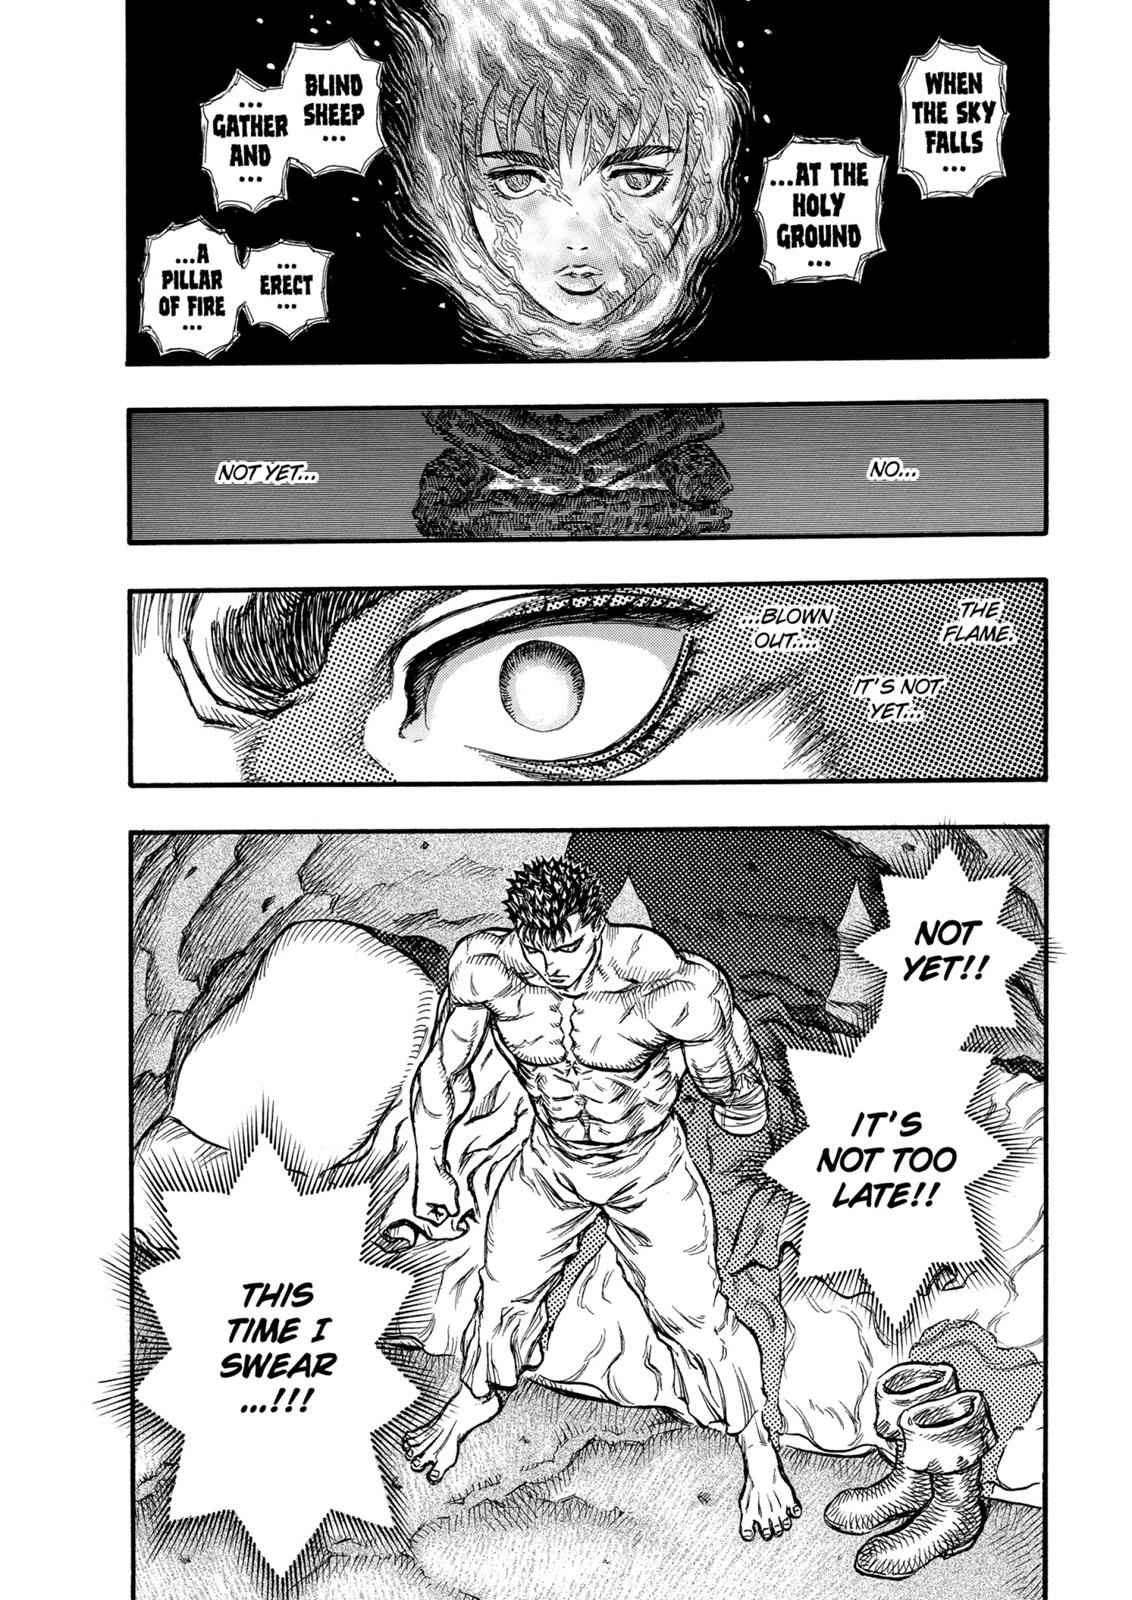 WHEN
THE SKY
FALLS
...
...AT THE
HOLY
GROUND
...
BLIND
SHEEP
...
...
GATHER
AND
...
...
ERECT
...
...A
PILLAR
OF FIRE
...
NO...
NOT YET...
THE
FLAME.
IT'S NOT
YET...
...BLOWN
OUT....
NOT
YET!!
IT'S
NOT TOO
LATE!!
THIS
TIME I
SWEAR
...!!!